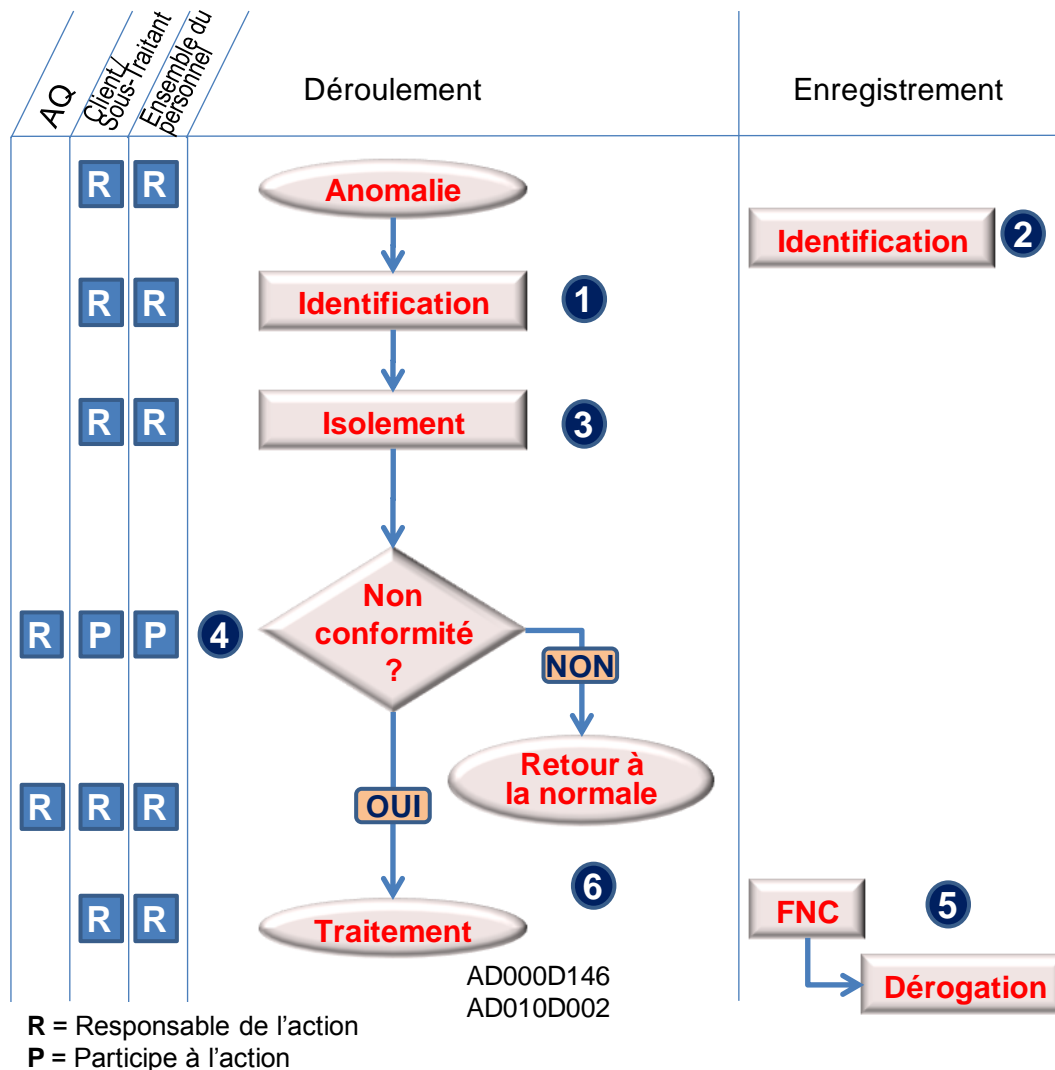 AQ
Client /
Sous-Traitant
Ensemble du
personnel
Déroulement
Enregistrement
R R
Anomalie
Identification 2
R R
Identification 1
R R
Isolement 3
R P P 4
Non
conformité
?
NON
Retour à
la normale
R R R
OUI
6
R R
Traitement
FNC 5
Dérogation
AD000D146
AD010D002
R = Responsable de l'action
P = Participe à l'action